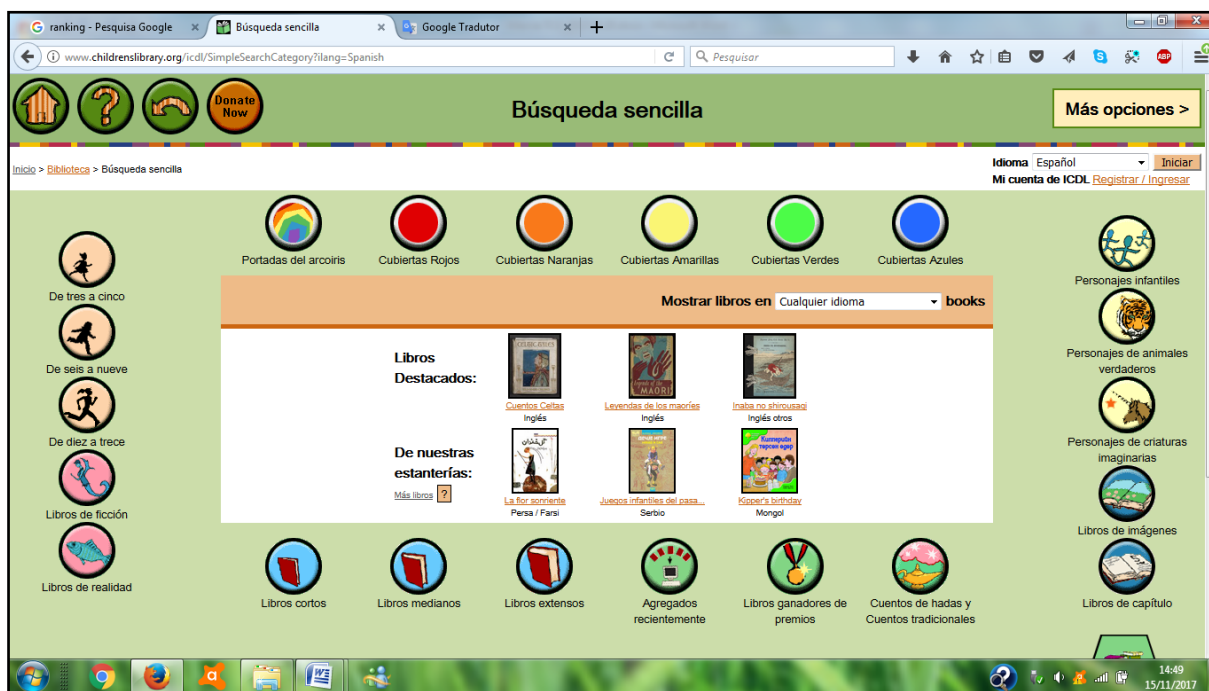 ranking - Pesquisa Google
Búsqueda sencilla
Google Tradutor
www.childrenslibrary.org/icdl/SimpleSearchCategory?ilang=Spanish
Pesquisar
ABP
Donate
Now
Búsqueda sencilla
Más opciones >
Inicio > Biblioteca > Búsqueda sencilla
Idioma Español Iniciar
Mi cuenta de ICDL Registrar / Ingresar
Portadas del arcoiris
Cubiertas Rojos
Cubiertas Naranjas
Cubiertas Amarillas
Cubiertas Verdes
Cubiertas Azules
De tres a cinco
De seis a nueve
De diez a trece
Libros de ficción
Libros de realidad
Mostrar libros en Cualquier idioma books
Libros
Destacados:
Cuentos Celtas
Inglés
Leyendas de los maoríes
Inglés
Inaba no shirousagi
Inglés otros
De nuestras
estanterías:
Más libros ?
La flor sonriente
Persa / Farsi
Juegos infantiles del pasa...
Serbio
Kipper's birthday
Mongol
Personajes infantiles
Personajes de animales
verdaderos
Personajes de criaturas
imaginarias
Libros de imágenes
Libros de capítulo
Libros cortos
Libros medianos
Libros extensos
Agregados
recientemente
Libros ganadores de
premios
Cuentos de hadas y
Cuentos tradicionales
14:49
15/11/2017